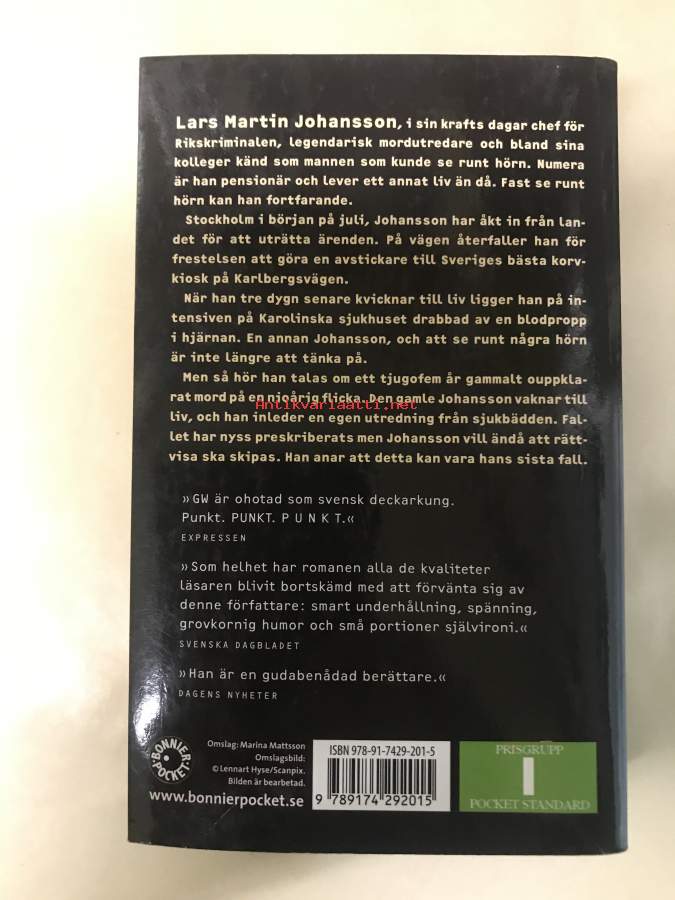 Lars Martin Johansson, i sin krafts dagar chef för
Rikskriminalen, legendarisk mordutredare och bland sina
kolleger känd som mannen som kunde se runt hörn. Numera
är han pensionär och lever ett annat liv än då. Fast se runt
hörn kan han fortfarande.
Stockholm i början på juli, Johansson har åkt in från lan-
det för att uträtta ärenden. På vägen återfaller han för
frestelsen att göra en avstickare till Sveriges bästa korv-
kiosk på Karlbergsvägen.
När han tre dygn senare kvicknar till liv ligger han på in-
tensiven på Karolinska sjukhuset drabbad av en blodpropp
i hjärnan. En annan Johansson, och att se runt några hörn
är inte längre att tänka på.
Men så hör han talas om ett tjugofem år gammalt ouppkla-
rat mord på en nioårig flicka. Den gamle Johansson vaknar till
Antikvariaatti.net
liv, och han inleder en egen utredning från sjukbädden. Fal-
let har nyss preskriberats men Johansson vill ändå att rätt-
visa ska skipas. Han anar att detta kan vara hans sista fall.
»GW är ohotad som svensk deckarkung.
Punkt. PUNKT. P U N K T.«
EXPRESSEN
»Som helhet har romanen alla de kvaliteter
läsaren blivit bortskämd med att förvänta sig av
denne författare: smart underhållning, spänning,
grovkornig humor och små portioner självironi.«
SVENSKA DAGBLADET
»Han är en gudabenådad berättare.«
DAGENS NYHETER
BONNIER POCKET
Omslag: Marina Mattsson
Omslagsbild:
© Lennart Hyse/Scanpix.
Bilden är bearbetad.
www.bonnierpocket.se
ISBN 978-91-7429-201-5
9 789174 292015
PRISGRUPP
1
POCKET STANDARD